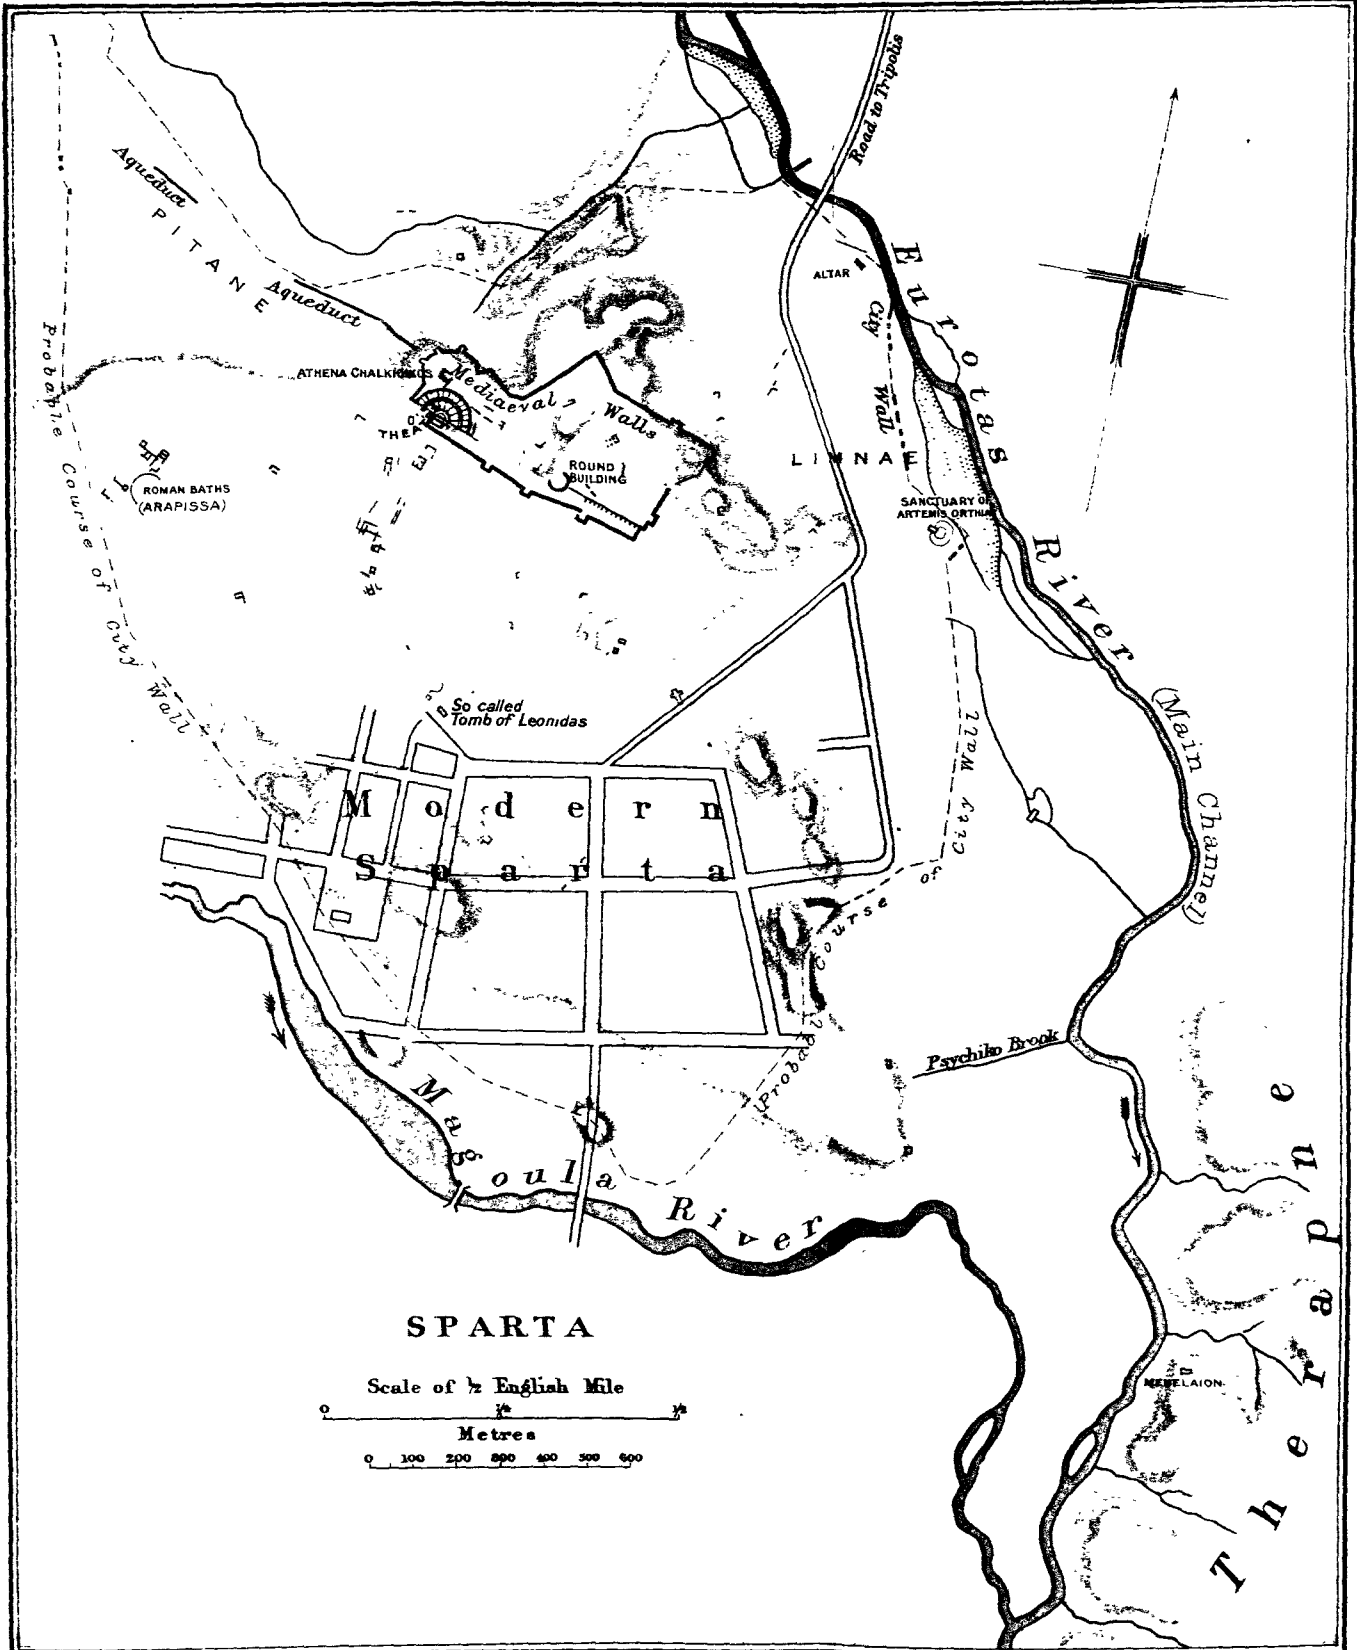 Road to Tripolis
Aqueduct
PITANE
Aqueduct
Eurotas
River
(Main Channel)
ALTAR
City
Wall
Probable Course of City Wall
ATHENA CHALKIOIKOS
Mediaeval
Walls
THEA
ROUND
BUILDING
LIMNAE
ROMAN BATHS
(ARAPISSA)
SANCTUARY OF
ARTEMIS ORTHIA
So called
Tomb of Leonidas
Modern
Sparta
Probable
Course
of
City Wall
Psychiko Brook
Magoula
River
Therapne
MENELAION
SPARTA
Scale of ½ English Mile
0 ¼ ½
Metres
0 100 200 300 400 500 600